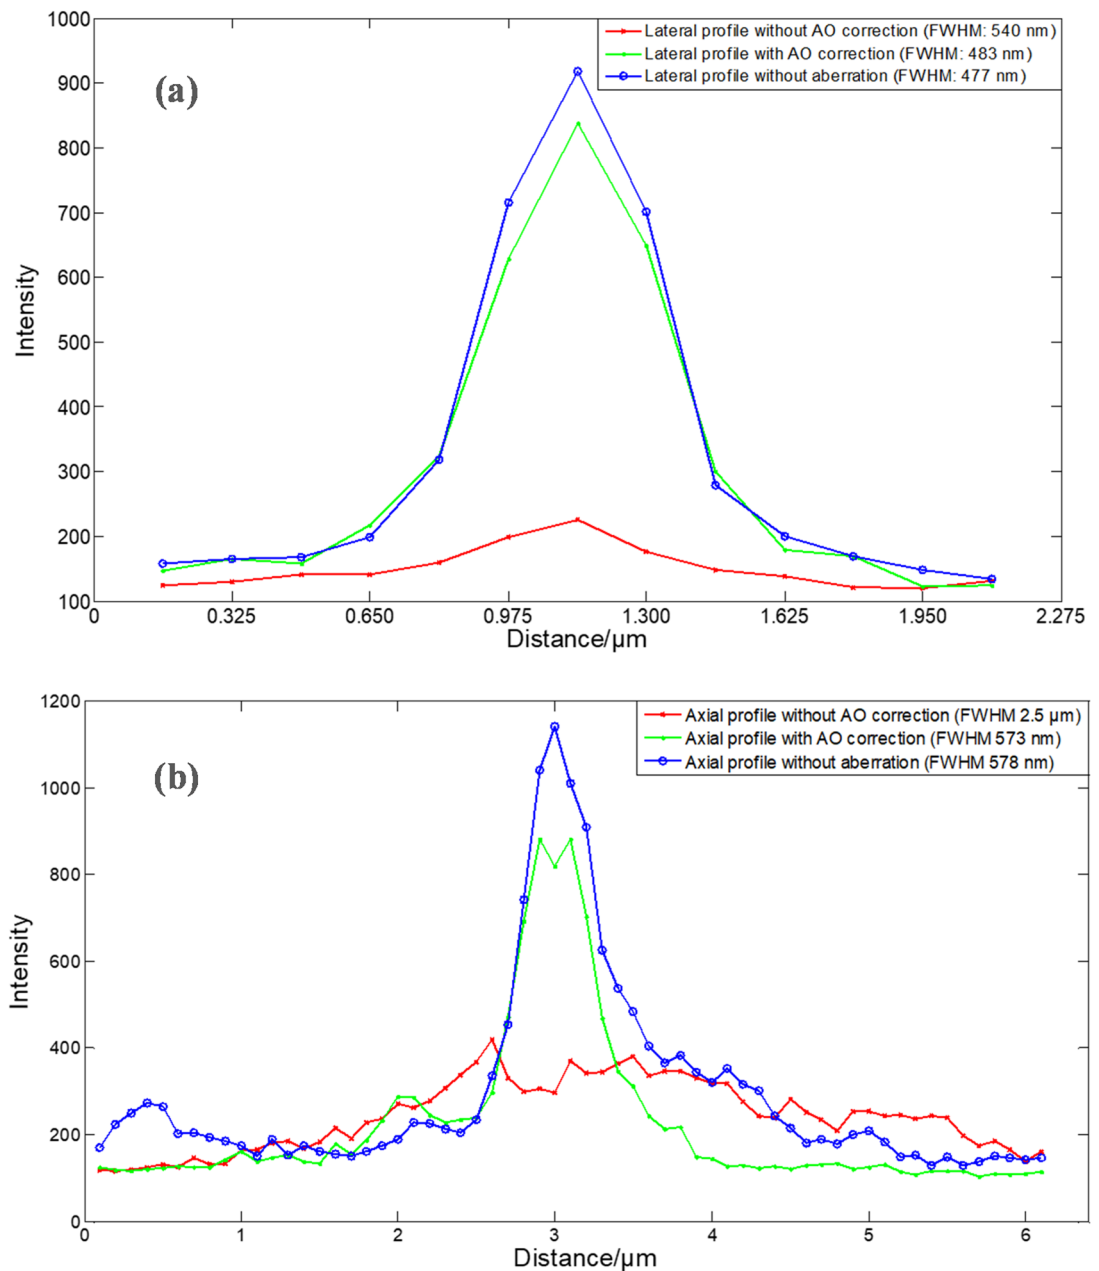 1000
900
800
700
600
500
400
300
200
100
Intensity
(a)
Lateral profile without AO correction (FWHM: 540 nm)
Lateral profile with AO correction (FWHM: 483 nm)
Lateral profile without aberration (FWHM: 477 nm)
0 0.325 0.650 0.975 1.300 1.625 1.950 2.275
Distance/μm
1200
1000
800
600
400
200
0
Intensity
(b)
Axial profile without AO correction (FWHM 2.5 μm)
Axial profile with AO correction (FWHM 573 nm)
Axial profile without aberration (FWHM 578 nm)
0 1 2 3 4 5 6
Distance/μm